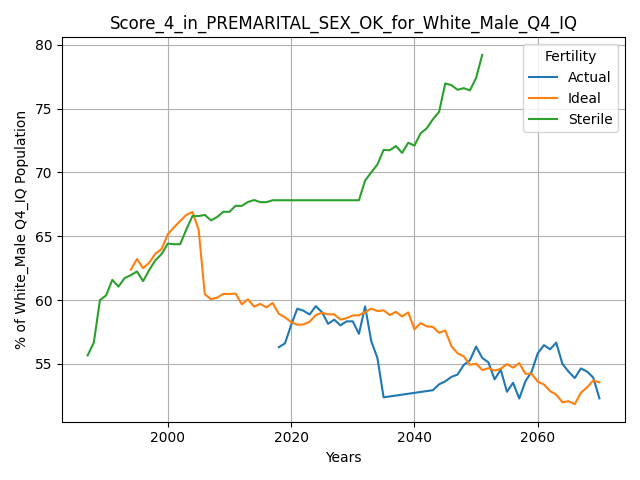 Score_4_in_PREMARITAL_SEX_OK_for_White_Male_Q4_IQ
% of White_Male Q4_IQ Population
80
75
70
65
60
55
Fertility
Actual
Ideal
Sterile
2000
2020
2040
2060
Years